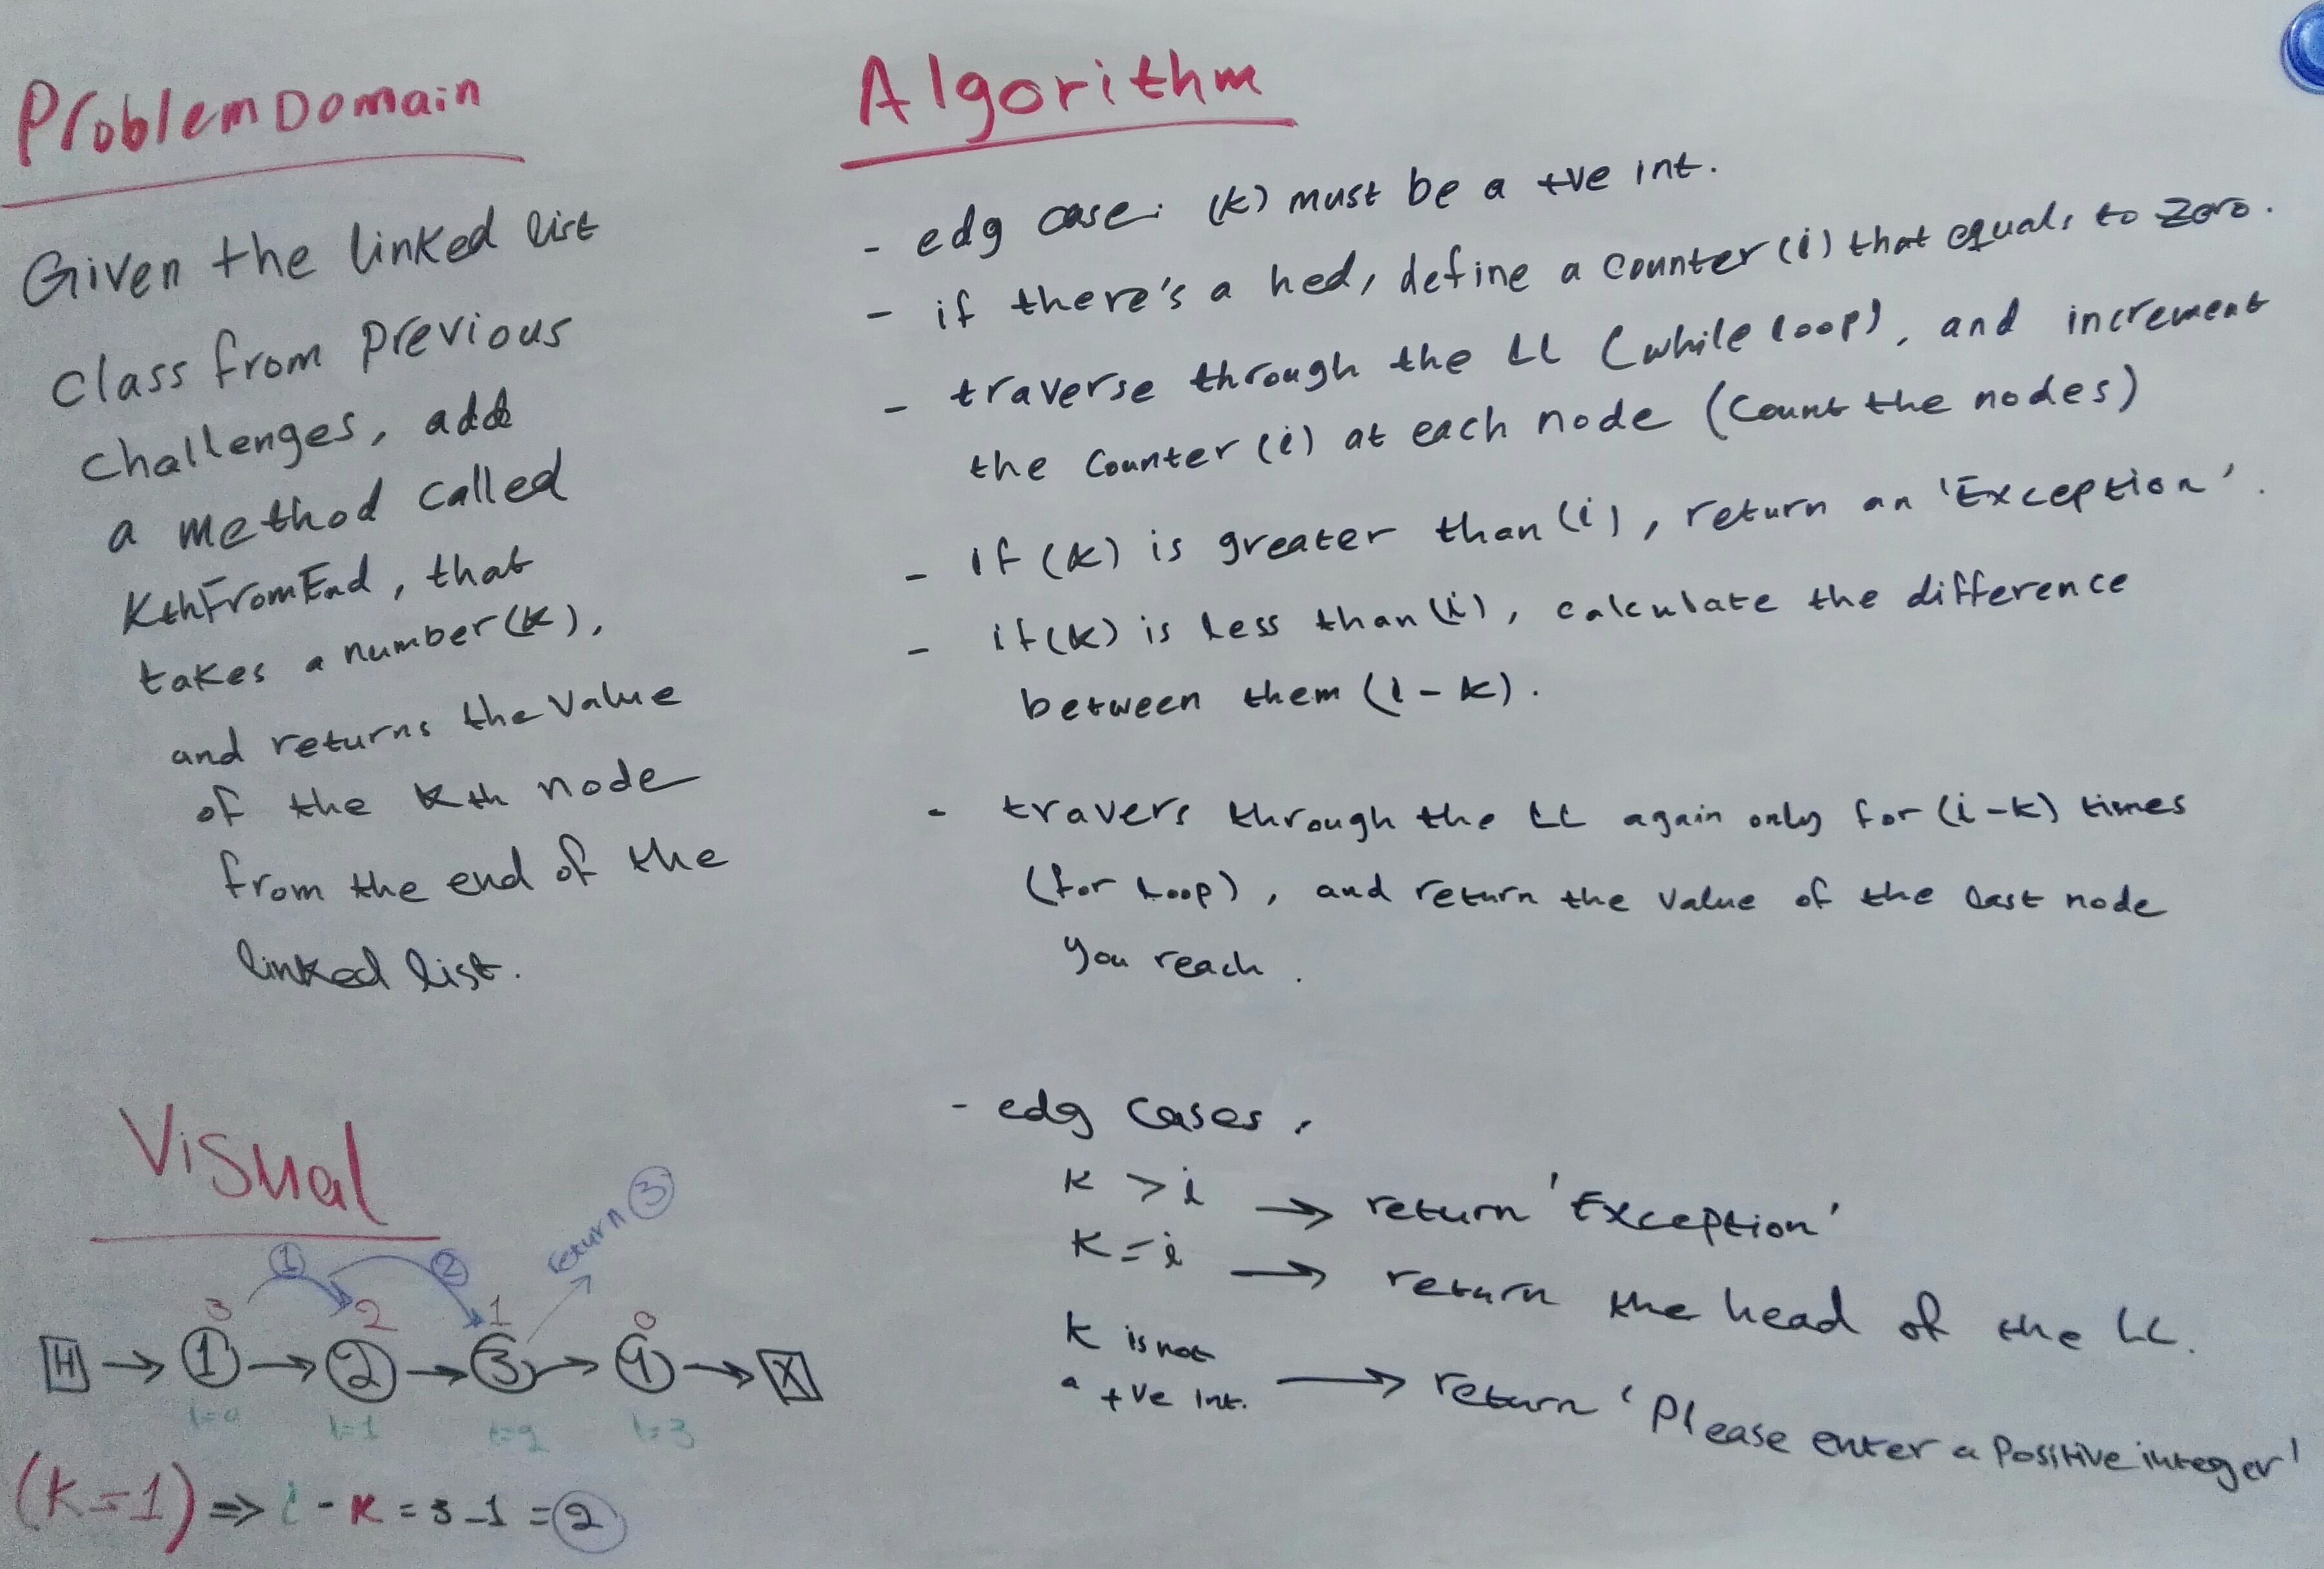 Problem Domain
Given the linked list
class from previous
challenges, add
a method called
KthFromEnd, that
takes a number (k),
and returns the value
of the kth node
from the end of the
linked list.
Algorithm
- edg case: (k) must be a +ve int.
- if there's a hed, define a counter (i) that equals to zero.
- traverse through the LL (while loop), and increment
the counter (i) at each node (count the nodes)
- if (k) is greater than (i), return an 'Exception'.
- if (k) is less than (i), calculate the difference
between them (i - k).
- travers through the LL again only for (i-k) times
(for loop), and return the value of the last node
you reach.
- edg cases,
k > i → return 'Exception'
k = i → return the head of the LL.
k is not
a +ve int. → return 'Please enter a positive integer'
Visual
return 3
1 2
3 2 1 0
H → 1 → 2 → 3 → 4 → X
i=0 i=1 i=2 i=3
(k=1) ⇒ i - k = 3 - 1 = 2